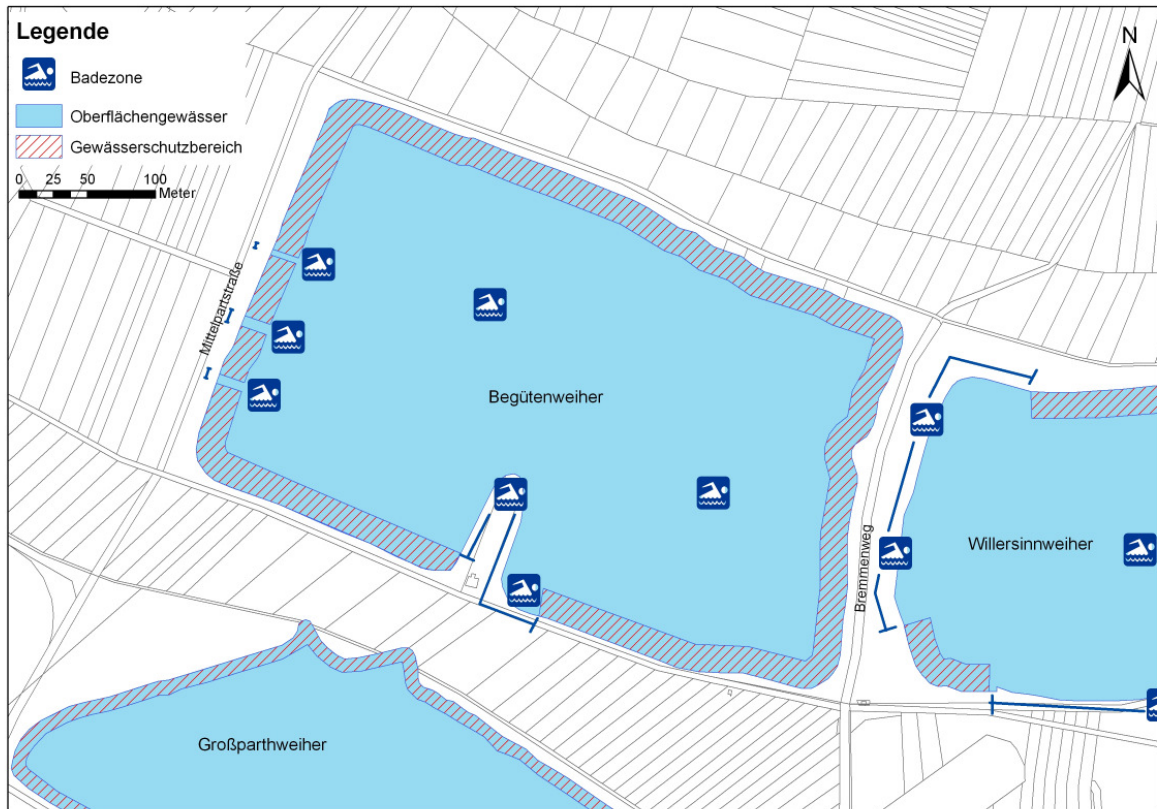 Legende
Badezone
Oberflächengewässer
Gewässerschutzbereich
0 25 50 100
Meter
N
Mittelpartstraße
Begütenweiher
Bremmenweg
Willersinnweiher
Großparthweiher